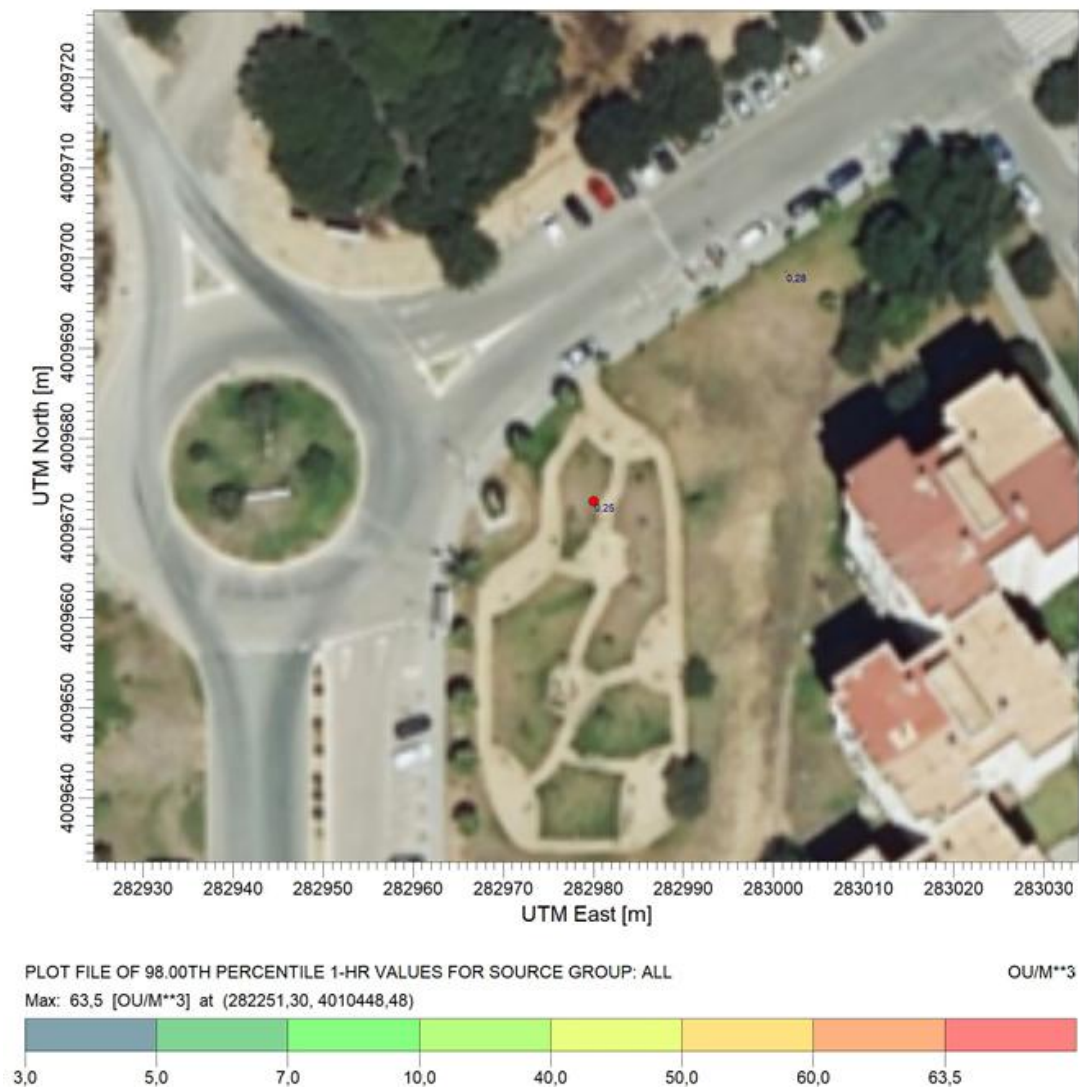 UTM North [m]
4009720
4009710
4009700
4009690
4009680
4009670
4009660
4009650
4009640
0,28
0,25
282930 282940 282950 282960 282970 282980 282990 283000 283010 283020 283030
UTM East [m]
PLOT FILE OF 98.00TH PERCENTILE 1-HR VALUES FOR SOURCE GROUP: ALL OU/M**3
Max: 63,5 [OU/M**3] at (282251,30, 4010448,48)
3,0 5,0 7,0 10,0 40,0 50,0 60,0 63,5